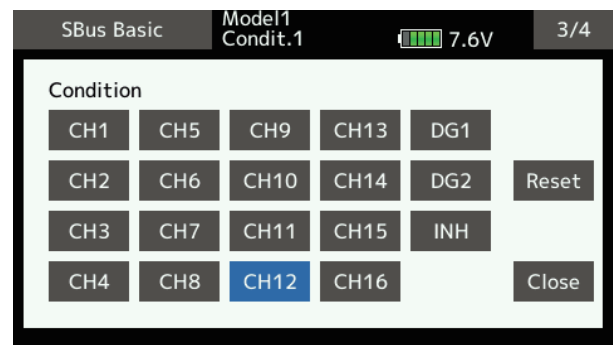 SBus Basic
Model1
Condit.1
7.6V
3/4
Condition
CH1 CH5 CH9 CH13 DG1
CH2 CH6 CH10 CH14 DG2 Reset
CH3 CH7 CH11 CH15 INH
CH4 CH8 CH12 CH16 Close